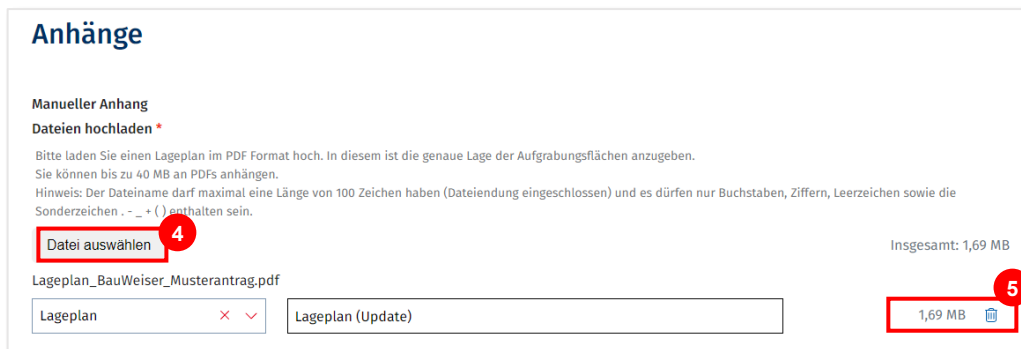 Anhänge
Manueller Anhang
Dateien hochladen *
Bitte laden Sie einen Lageplan im PDF Format hoch. In diesem ist die genaue Lage der Aufgrabungsflächen anzugeben.
Sie können bis zu 40 MB an PDFs anhängen.
Hinweis: Der Dateiname darf maximal eine Länge von 100 Zeichen haben (Dateiendung eingeschlossen) und es dürfen nur Buchstaben, Ziffern, Leerzeichen sowie die
Sonderzeichen . - _ + ( ) enthalten sein.
4
Datei auswählen
Insgesamt: 1,69 MB
Lageplan_BauWeiser_Musterantrag.pdf
5
Lageplan
Lageplan (Update)
1,69 MB